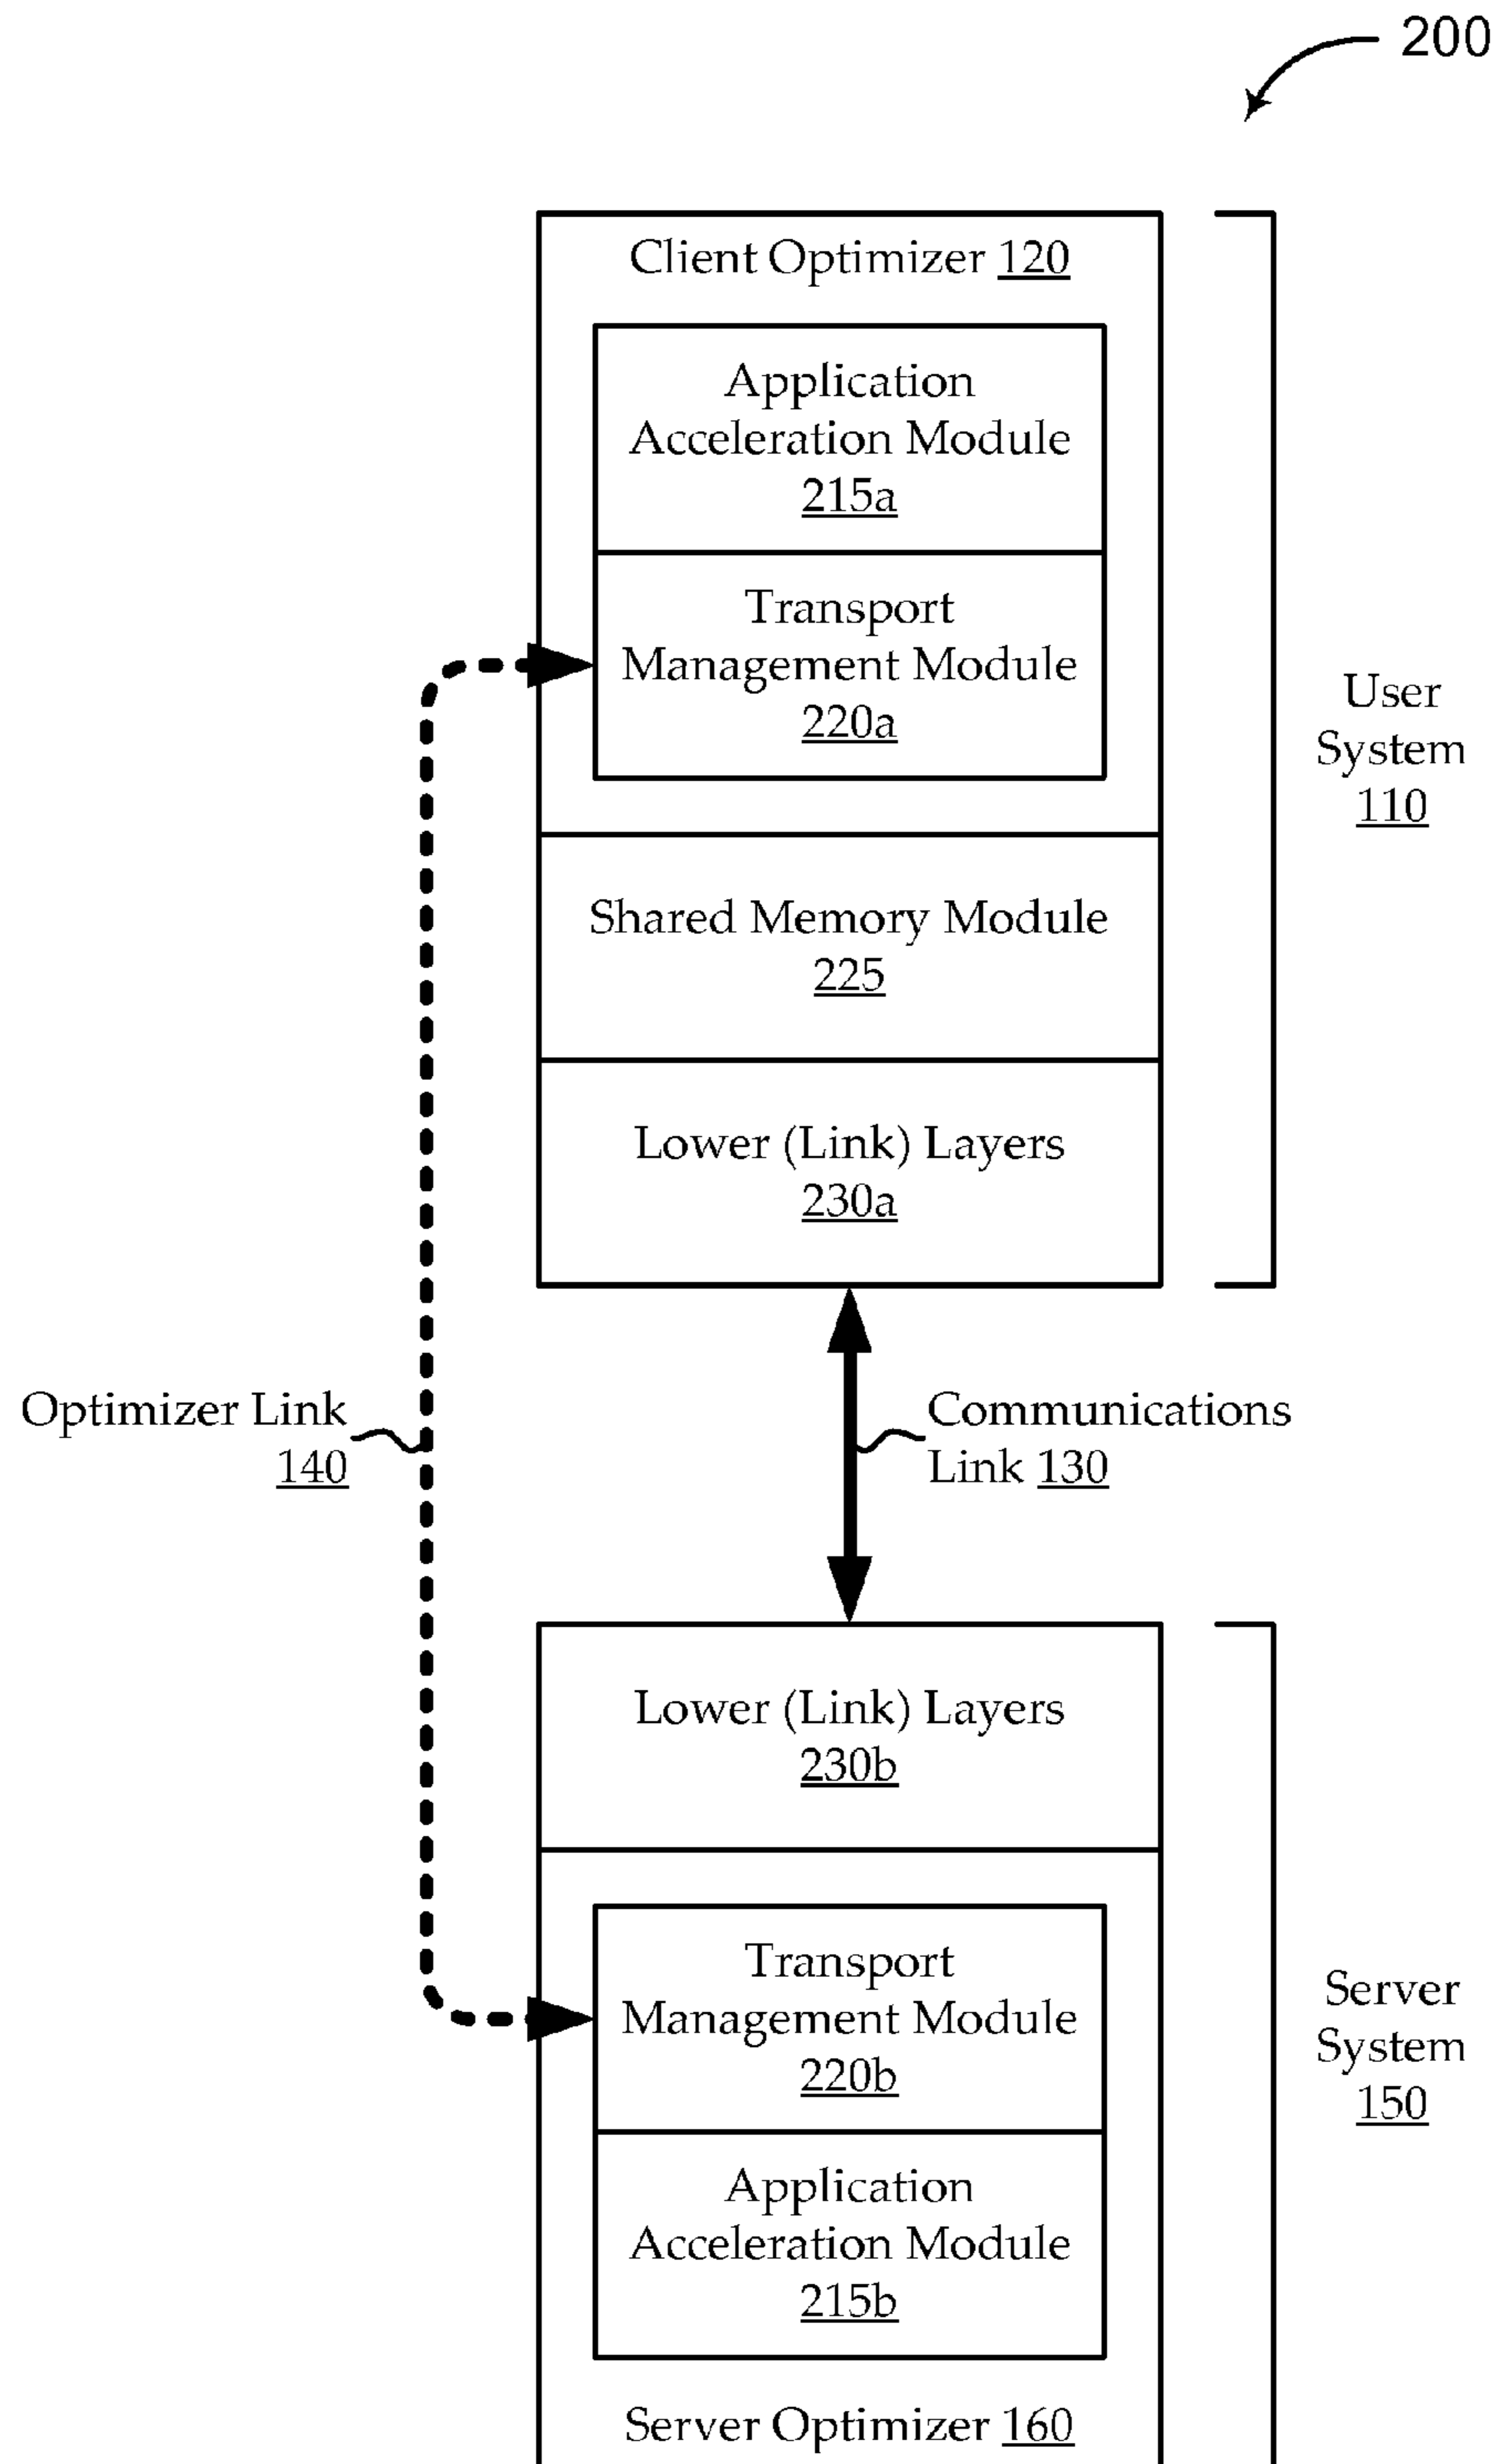 200
Client Optimizer 120
Application
Acceleration Module
215a
Transport
Management Module
220a
User
System
110
Shared Memory Module
225
Lower (Link) Layers
230a
Optimizer Link
140
Communications
Link 130
Lower (Link) Layers
230b
Transport
Management Module
220b
Server
System
150
Application
Acceleration Module
215b
Server Optimizer 160